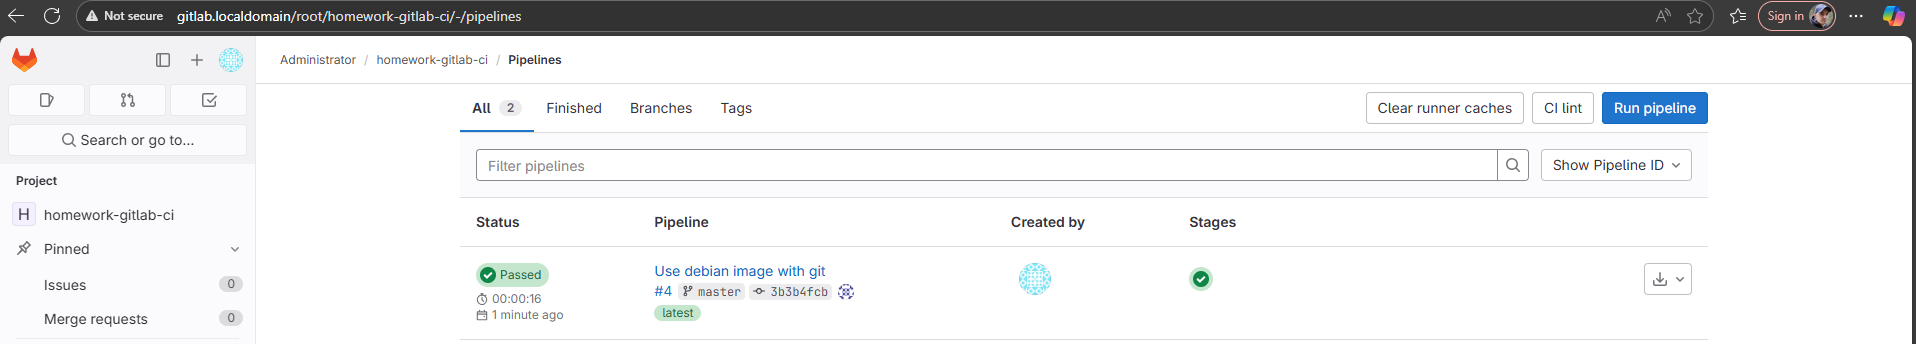 Not secure gitlab.localdomain/root/homework-gitlab-ci/-/pipelines Sign in
Administrator / homework-gitlab-ci / Pipelines
All 2 Finished Branches Tags Clear runner caches CI lint Run pipeline
Search or go to...
Filter pipelines Show Pipeline ID
Project
H homework-gitlab-ci
Pinned
Issues 0
Merge requests 0
Status Pipeline Created by Stages
Passed Use debian image with git
00:00:16 #4 master 3b3b4fcb
1 minute ago latest